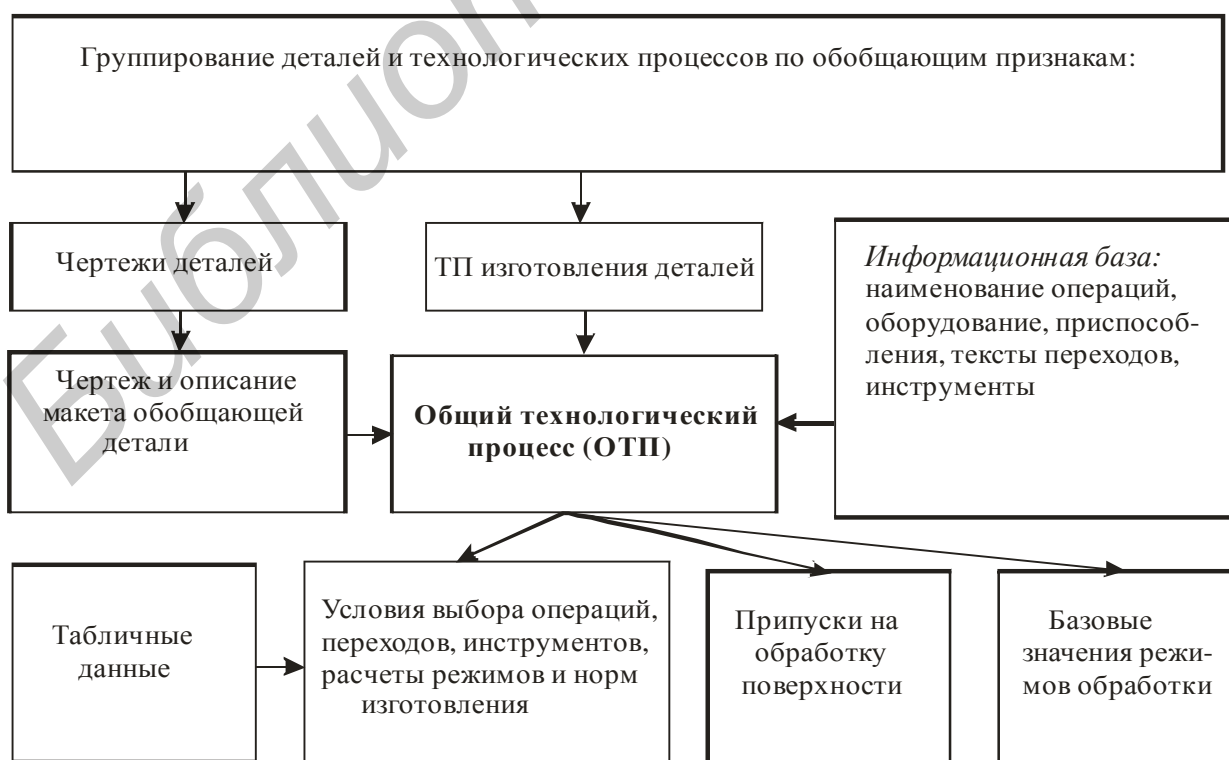 Группирование деталей и технологических процессов по обобщающим признакам:
Чертежи деталей
ТП изготовления деталей
Информационная база:
наименование операций,
оборудование, приспособ-
ления, тексты переходов,
инструменты
Чертеж и описание
макета обобщающей
детали
Общий технологический
процесс (ОТП)
Табличные
данные
Условия выбора операций,
переходов, инструментов,
расчеты режимов и норм
изготовления
Припуски на
обработку
поверхности
Базовые
значения режи-
мов обработки